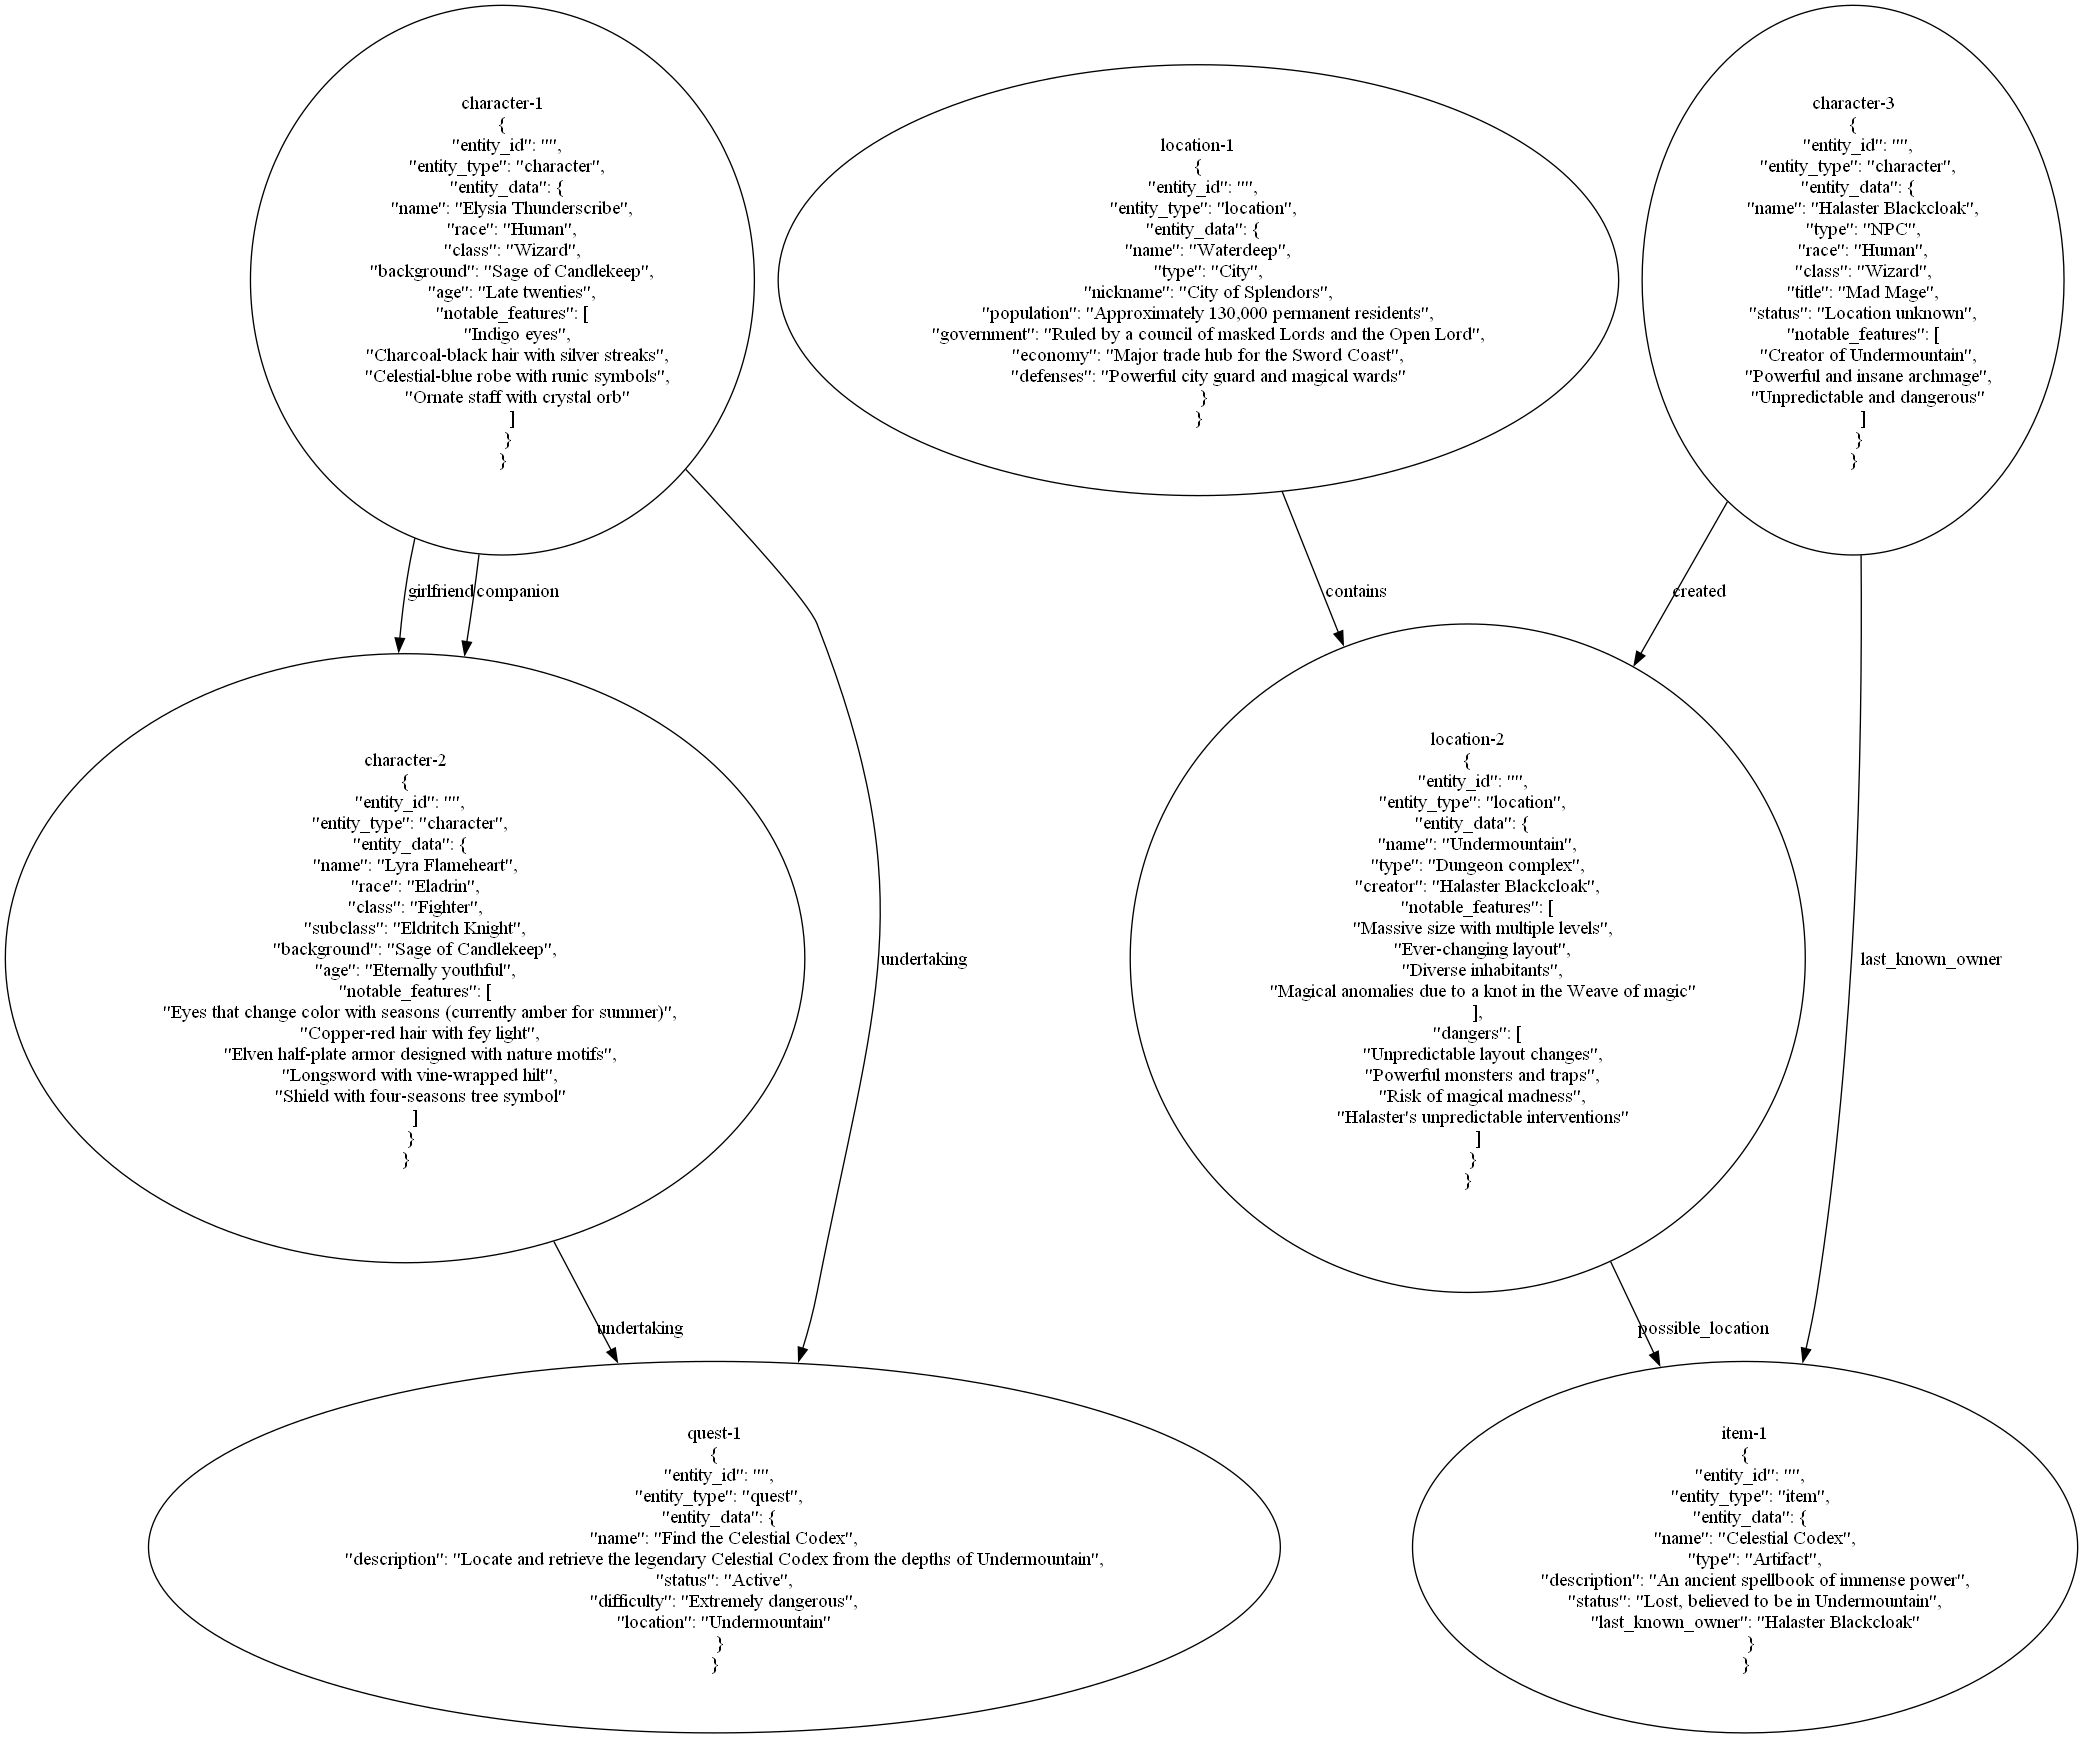 character-1
{
"entity_id": "",
"entity_type": "character",
"entity_data": {
"name": "Elysia Thunderscribe",
"race": "Human",
"class": "Wizard",
"background": "Sage of Candlekeep",
"age": "Late twenties",
"notable_features": [
"Indigo eyes",
"Charcoal-black hair with silver streaks",
"Celestial-blue robe with runic symbols",
"Ornate staff with crystal orb"
]
}
}
location-1
{
"entity_id": "",
"entity_type": "location",
"entity_data": {
"name": "Waterdeep",
"type": "City",
"nickname": "City of Splendors",
"population": "Approximately 130,000 permanent residents",
"government": "Ruled by a council of masked Lords and the Open Lord",
"economy": "Major trade hub for the Sword Coast",
"defenses": "Powerful city guard and magical wards"
}
}
character-3
{
"entity_id": "",
"entity_type": "character",
"entity_data": {
"name": "Halaster Blackcloak",
"type": "NPC",
"race": "Human",
"class": "Wizard",
"title": "Mad Mage",
"status": "Location unknown",
"notable_features": [
"Creator of Undermountain",
"Powerful and insane archmage",
"Unpredictable and dangerous"
]
}
}
girlfriend
companion
contains
created
character-2
{
"entity_id": "",
"entity_type": "character",
"entity_data": {
"name": "Lyra Flameheart",
"race": "Eladrin",
"class": "Fighter",
"subclass": "Eldritch Knight",
"background": "Sage of Candlekeep",
"age": "Eternally youthful",
"notable_features": [
"Eyes that change color with seasons (currently amber for summer)",
"Copper-red hair with fey light",
"Elven half-plate armor designed with nature motifs",
"Longsword with vine-wrapped hilt",
"Shield with four-seasons tree symbol"
]
}
}
undertaking
location-2
{
"entity_id": "",
"entity_type": "location",
"entity_data": {
"name": "Undermountain",
"type": "Dungeon complex",
"creator": "Halaster Blackcloak",
"notable_features": [
"Massive size with multiple levels",
"Ever-changing layout",
"Diverse inhabitants",
"Magical anomalies due to a knot in the Weave of magic"
],
"dangers": [
"Unpredictable layout changes",
"Powerful monsters and traps",
"Risk of magical madness",
"Halaster's unpredictable interventions"
]
}
}
last_known_owner
undertaking
possible_location
quest-1
{
"entity_id": "",
"entity_type": "quest",
"entity_data": {
"name": "Find the Celestial Codex",
"description": "Locate and retrieve the legendary Celestial Codex from the depths of Undermountain",
"status": "Active",
"difficulty": "Extremely dangerous",
"location": "Undermountain"
}
}
item-1
{
"entity_id": "",
"entity_type": "item",
"entity_data": {
"name": "Celestial Codex",
"type": "Artifact",
"description": "An ancient spellbook of immense power",
"status": "Lost, believed to be in Undermountain",
"last_known_owner": "Halaster Blackcloak"
}
}